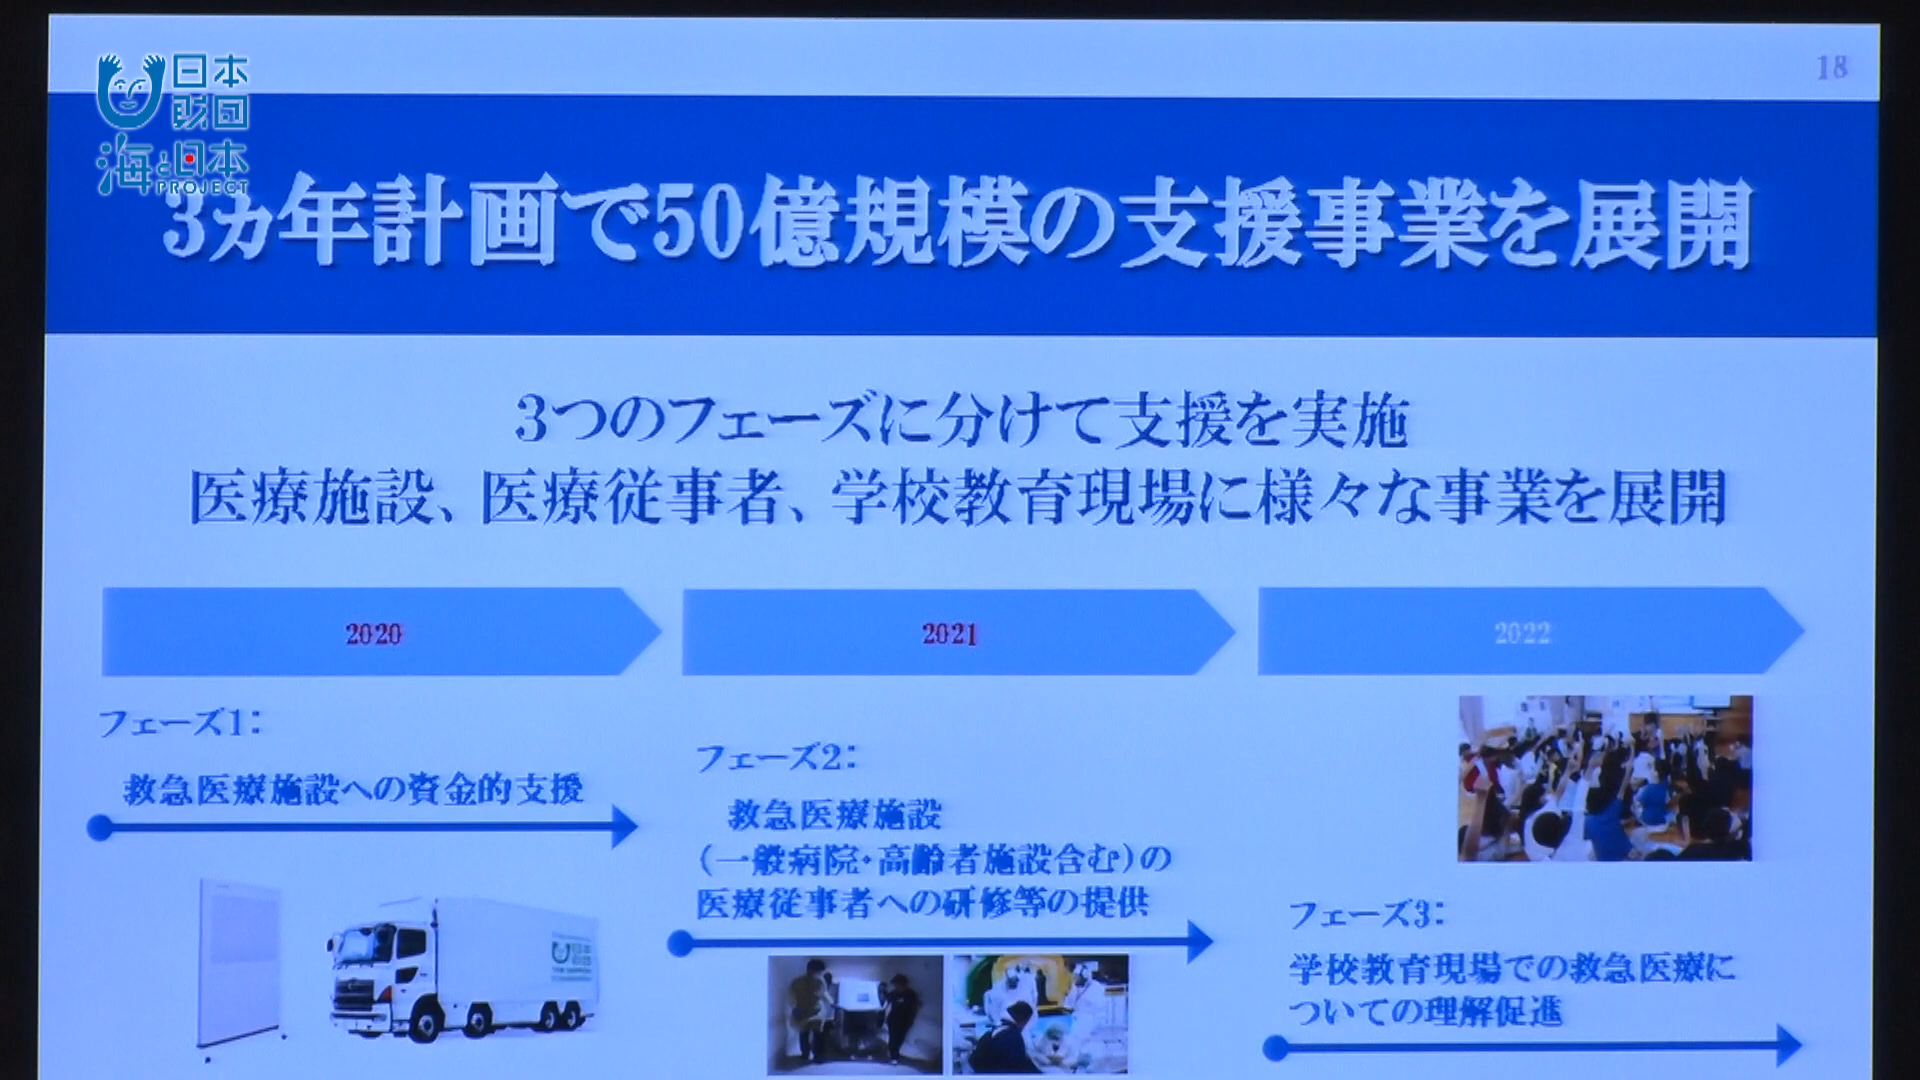 18
日本
財団
海と日本
PROJECT
3ヵ年計画で50億規模の支援事業を展開
3つのフェーズに分けて支援を実施
医療施設、医療従事者、学校教育現場に様々な事業を展開
2020
2021
2022
フェーズ1：
救急医療施設への資金的支援
フェーズ2：
救急医療施設
（一般病院・高齢者施設含む）の
医療従事者への研修等の提供
フェーズ3：
学校教育現場での救急医療に
ついての理解促進